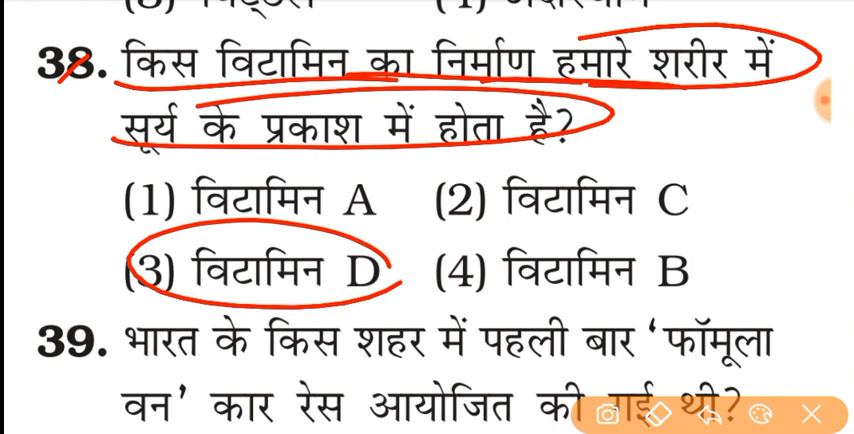 38. किस विटामिन का निर्माण हमारे शरीर में
सूर्य के प्रकाश में होता है?
(1) विटामिन A (2) विटामिन C
(3) विटामिन D (4) विटामिन B
39. भारत के किस शहर में पहली बार ‘फॉमूला
वन’ कार रेस आयोजित की गई थी?